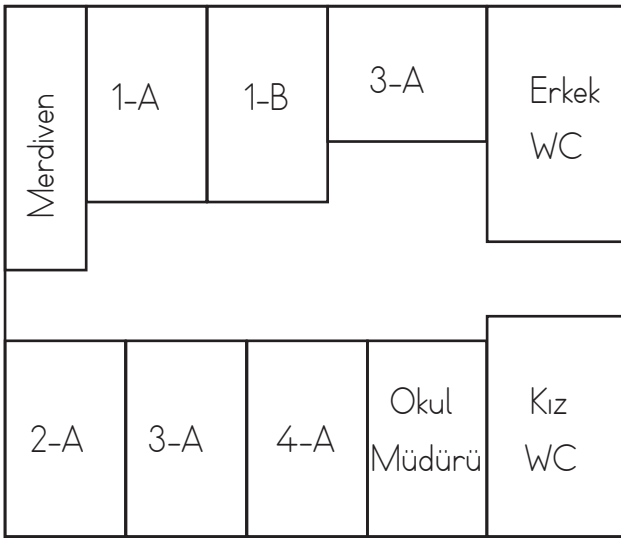 Merdiven
1-A
1-B
3-A
Erkek
WC
2-A
3-A
4-A
Okul
Müdürü
Kız
WC